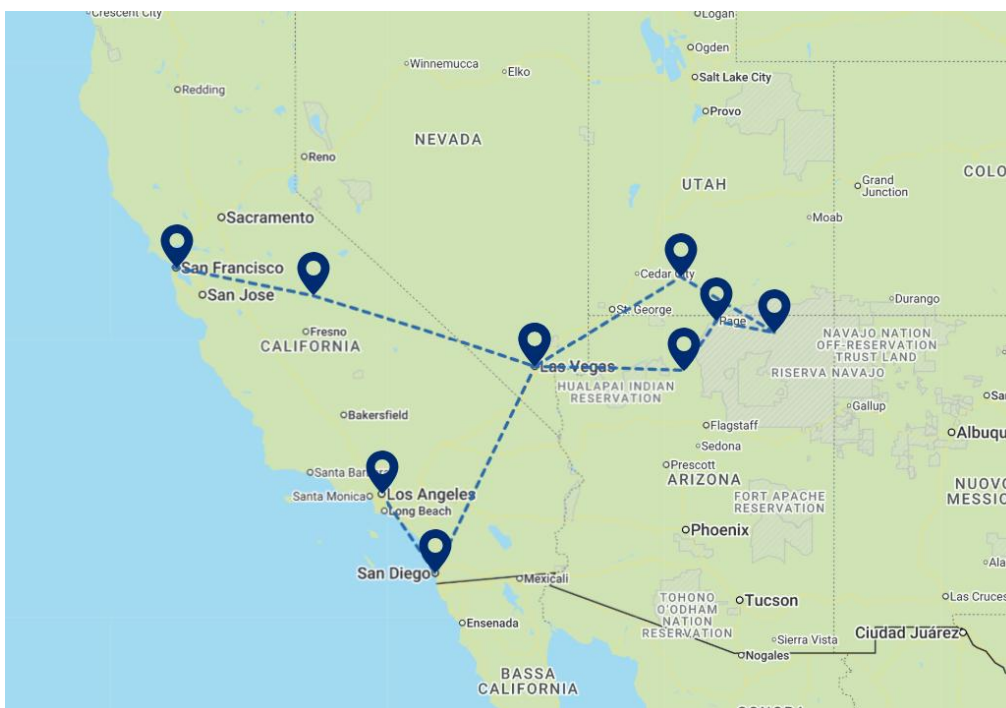 Crescent City
Logan
Ogden
Winnemucca
Elko
Salt Lake City
Redding
Provo
NEVADA
Reno
UTAH
Grand
Junction
COLO
Sacramento
Moab
San Francisco
San Jose
Cedar City
St. George
Page
Durango
Fresno
CALIFORNIA
NAVAJO NATION
OFF-RESERVATION
TRUST LAND
RISERVA NAVAJO
Las Vegas
HUALAPAI INDIAN
RESERVATION
Gallup
Bakersfield
Flagstaff
Sedona
Albuqu
Prescott
ARIZONA
Santa Barbara
Santa Monica
Los Angeles
Long Beach
NUOVO
MESSIC
FORT APACHE
RESERVATION
Phoenix
San Diego
Mexicali
Ala
Las Cruces
TOHONO
O'ODHAM
NATION
RESERVATION
Tucson
Ensenada
Sierra Vista
Ciudad Juárez
Nogales
BASSA
CALIFORNIA